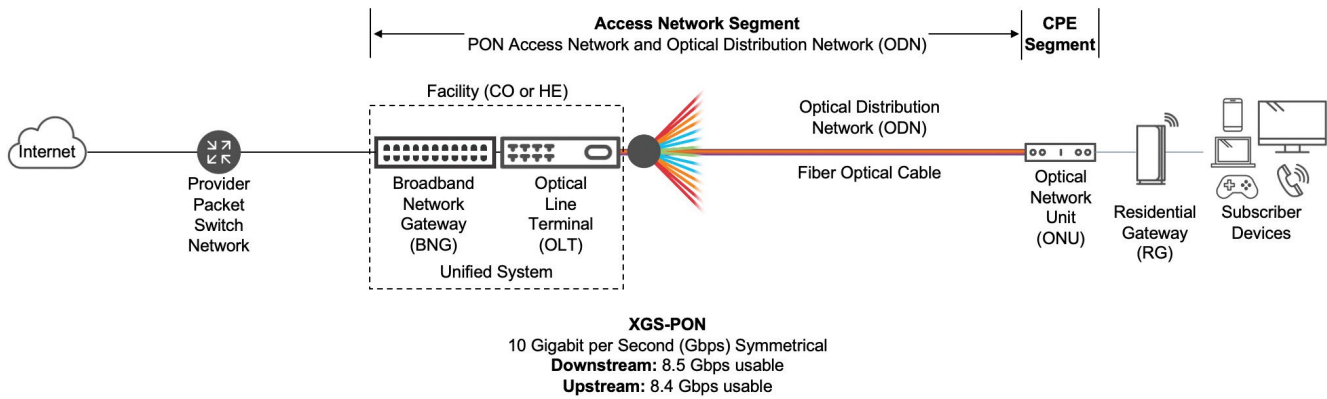 Access Network Segment
PON Access Network and Optical Distribution Network (ODN)
CPE
Segment
Facility (CO or HE)
Internet
Provider
Packet
Switch
Network
Broadband
Network
Gateway
(BNG)
Optical
Line
Terminal
(OLT)
Unified System
Optical Distribution
Network (ODN)
Fiber Optical Cable
Optical
Network
Unit
(ONU)
Residential
Gateway
(RG)
Subscriber
Devices
XGS-PON
10 Gigabit per Second (Gbps) Symmetrical
Downstream: 8.5 Gbps usable
Upstream: 8.4 Gbps usable